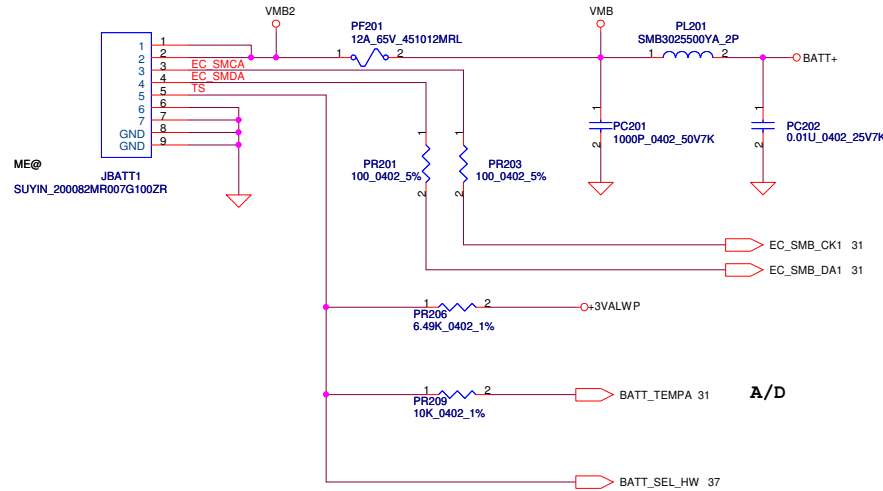 VMB2
PF201
12A_65V_451012MRL
1 2
VMB
PL201
SMB3025500YA_2P
1 2
BATT+
1 1
2 2
3 3 EC_SMCA
4 4 EC_SMDA
5 5 TS
6 6
7 7
GND 8
GND 9
ME@
JBATT1
SUYIN_200082MR007G100ZR
1
PR201
100_0402_5%
2
1
PR203
100_0402_5%
2
1
PC201
1000P_0402_50V7K
2
1
PC202
0.01U_0402_25V7K
2
EC_SMB_CK1 31
EC_SMB_DA1 31
1 2
+3VALWP
PR206
6.49K_0402_1%
1 2
BATT_TEMPA 31
A/D
PR209
10K_0402_1%
BATT_SEL_HW 37